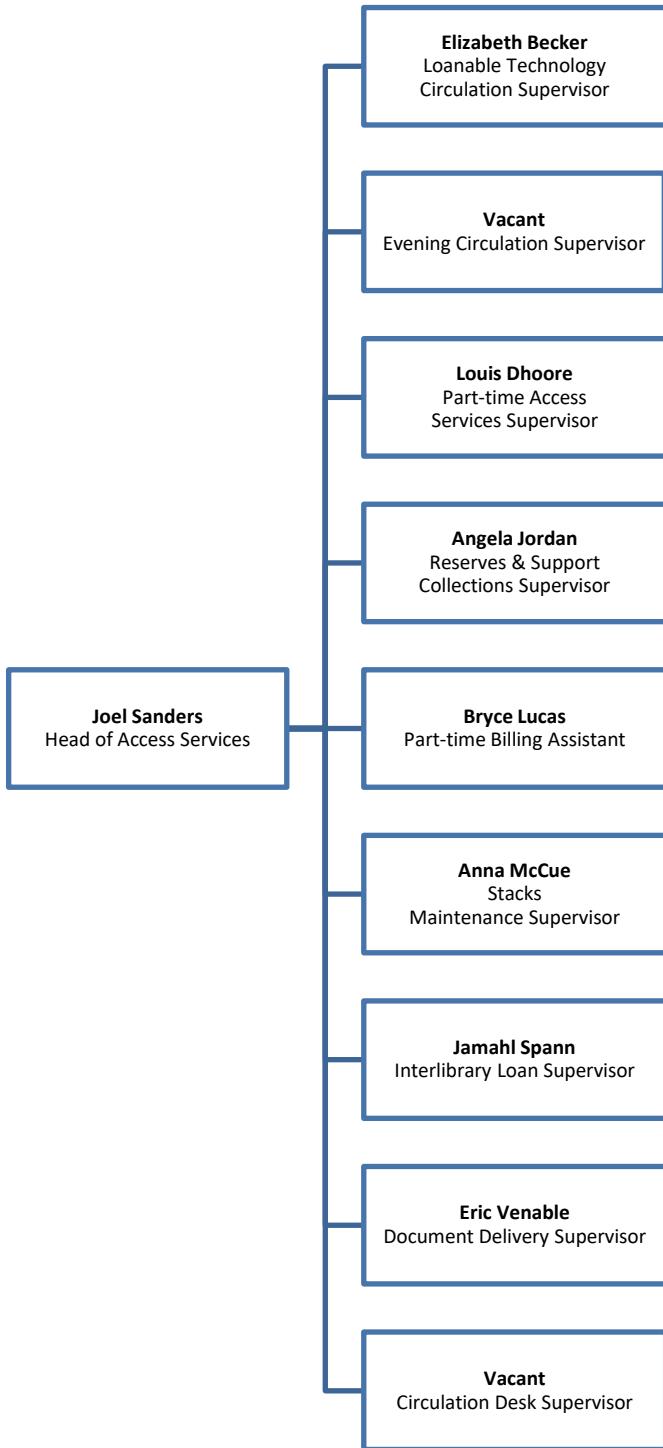 Elizabeth Becker
Loanable Technology
Circulation Supervisor
Vacant
Evening Circulation Supervisor
Louis Dhoore
Part-time Access
Services Supervisor
Angela Jordan
Reserves & Support
Collections Supervisor
Joel Sanders
Head of Access Services
Bryce Lucas
Part-time Billing Assistant
Anna McCue
Stacks
Maintenance Supervisor
Jamahl Spann
Interlibrary Loan Supervisor
Eric Venable
Document Delivery Supervisor
Vacant
Circulation Desk Supervisor